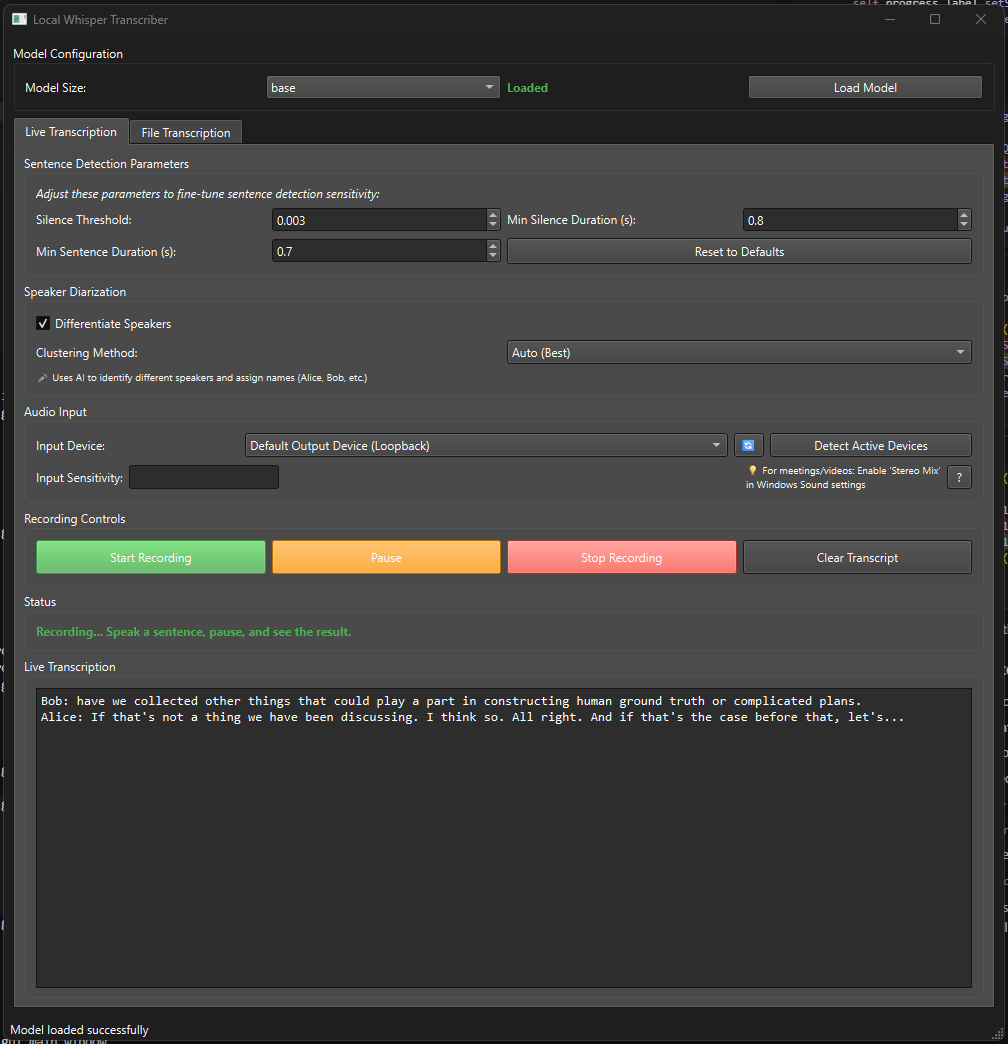 Local Whisper Transcriber
Model Configuration
Model Size: base Loaded Load Model
Live Transcription File Transcription
Sentence Detection Parameters
Adjust these parameters to fine-tune sentence detection sensitivity:
Silence Threshold: 0.003 Min Silence Duration (s): 0.8
Min Sentence Duration (s): 0.7 Reset to Defaults
Speaker Diarization
Differentiate Speakers
Clustering Method: Auto (Best)
Uses AI to identify different speakers and assign names (Alice, Bob, etc.)
Audio Input
Input Device: Default Output Device (Loopback) Detect Active Devices
Input Sensitivity: For meetings/videos: Enable 'Stereo Mix' ?
in Windows Sound settings
Recording Controls
Start Recording Pause Stop Recording Clear Transcript
Status
Recording... Speak a sentence, pause, and see the result.
Live Transcription
Bob: have we collected other things that could play a part in constructing human ground truth or complicated plans.
Alice: If that's not a thing we have been discussing. I think so. All right. And if that's the case before that, let's...
Model loaded successfully